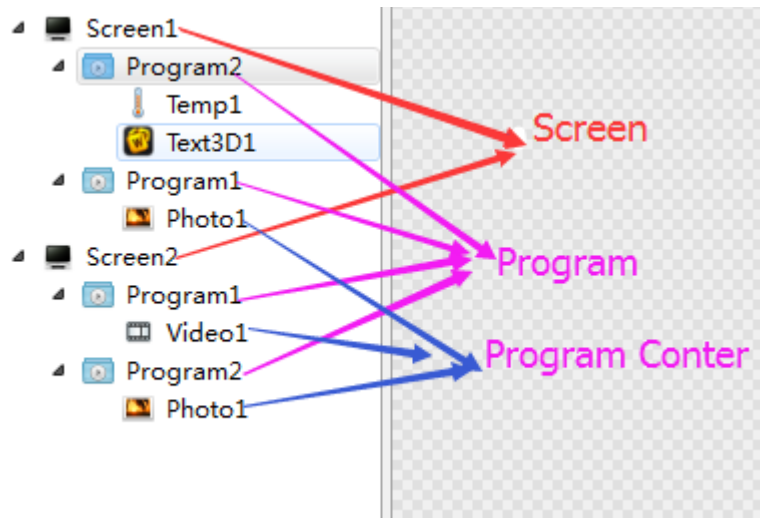 Screen1
Program2
Temp1
Text3D1
Program1
Photo1
Screen2
Program1
Video1
Program2
Photo1
Screen
Program
Program Conter